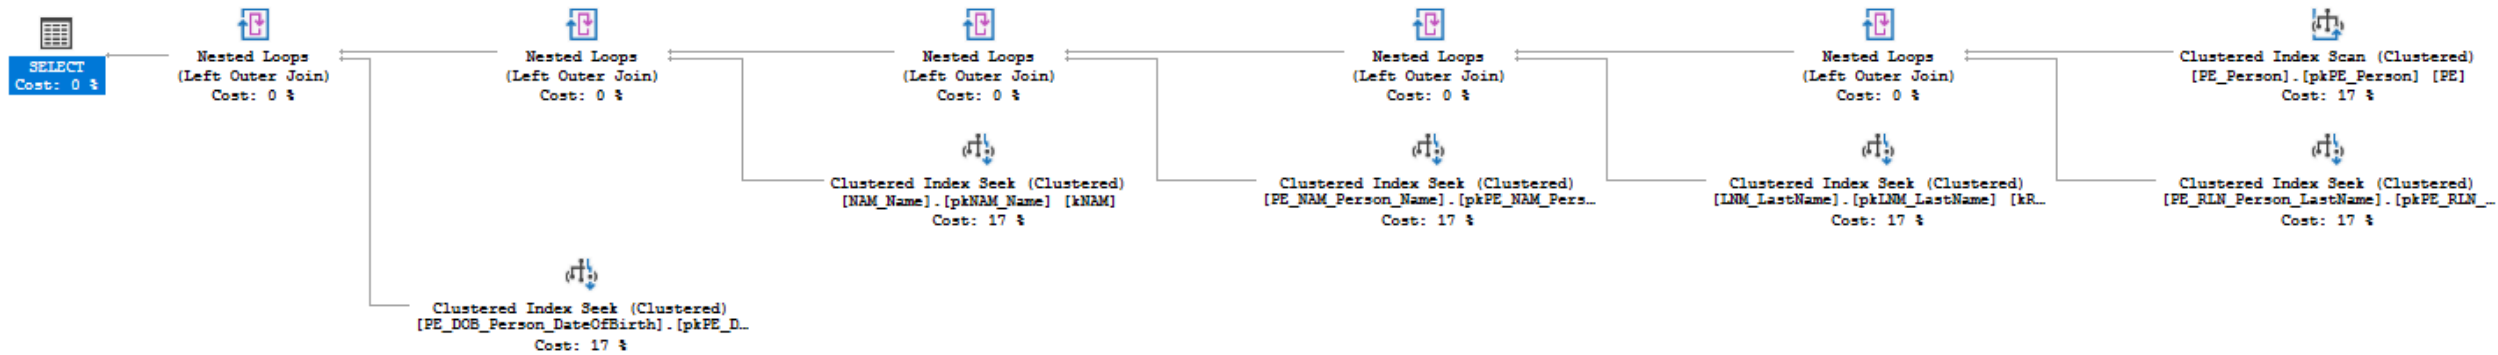 SELECT
Cost: 0 %
Nested Loops
(Left Outer Join)
Cost: 0 %
Nested Loops
(Left Outer Join)
Cost: 0 %
Nested Loops
(Left Outer Join)
Cost: 0 %
Nested Loops
(Left Outer Join)
Cost: 0 %
Nested Loops
(Left Outer Join)
Cost: 0 %
Clustered Index Scan (Clustered)
[PE_Person].[pkPE_Person] [PE]
Cost: 17 %
Clustered Index Seek (Clustered)
[NAM_Name].[pkNAM_Name] [kNAM]
Cost: 17 %
Clustered Index Seek (Clustered)
[PE_NAM_Person_Name].[pkPE_NAM_Pers…
Cost: 17 %
Clustered Index Seek (Clustered)
[LNM_LastName].[pkLNM_LastName] [kR…
Cost: 17 %
Clustered Index Seek (Clustered)
[PE_RLN_Person_LastName].[pkPE_RLN_…
Cost: 17 %
Clustered Index Seek (Clustered)
[PE_DOB_Person_DateOfBirth].[pkPE_D…
Cost: 17 %